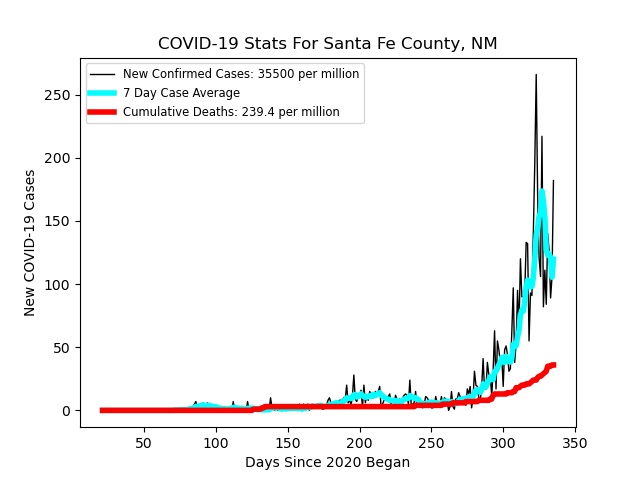 COVID-19 Stats For Santa Fe County, NM
New Confirmed Cases: 35500 per million
7 Day Case Average
Cumulative Deaths: 239.4 per million
New COVID-19 Cases
250
200
150
100
50
0
50 100 150 200 250 300 350
Days Since 2020 Began